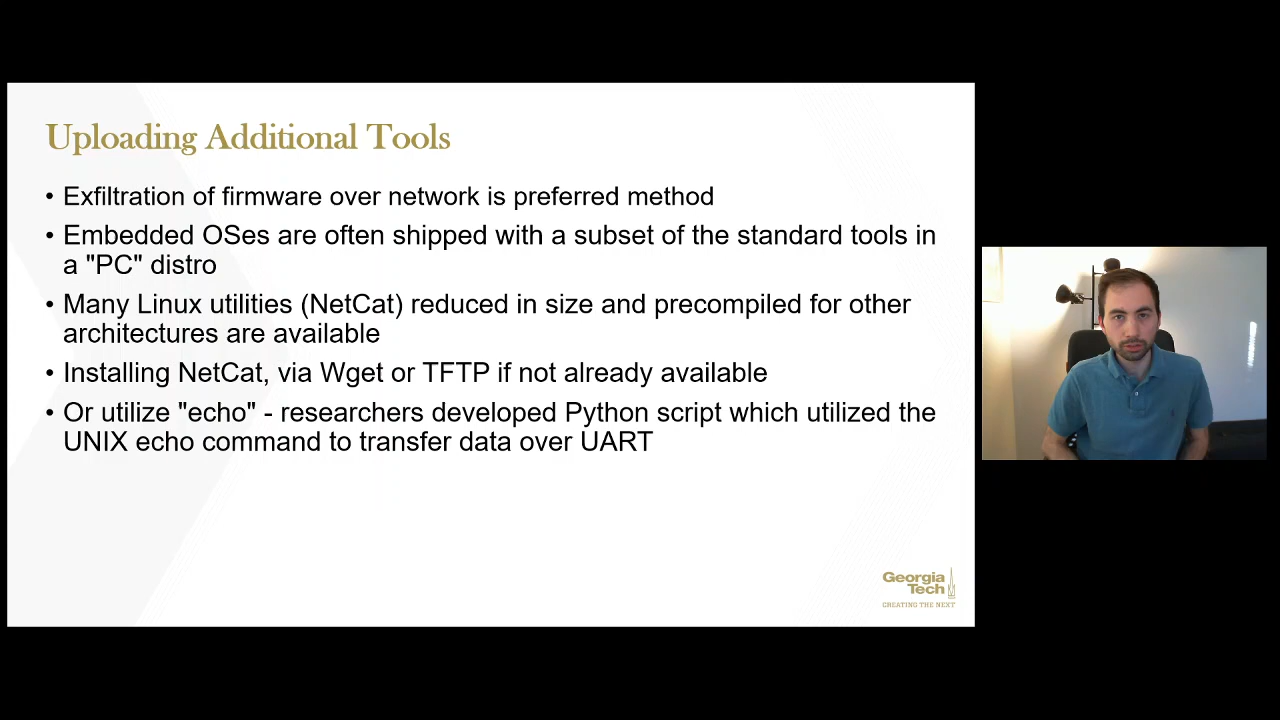 Uploading Additional Tools
• Exfiltration of firmware over network is preferred method
• Embedded OSes are often shipped with a subset of the standard tools in
a "PC" distro
• Many Linux utilities (NetCat) reduced in size and precompiled for other
architectures are available
• Installing NetCat, via Wget or TFTP if not already available
• Or utilize "echo" - researchers developed Python script which utilized the
UNIX echo command to transfer data over UART
Georgia
Tech
CREATING THE NEXT